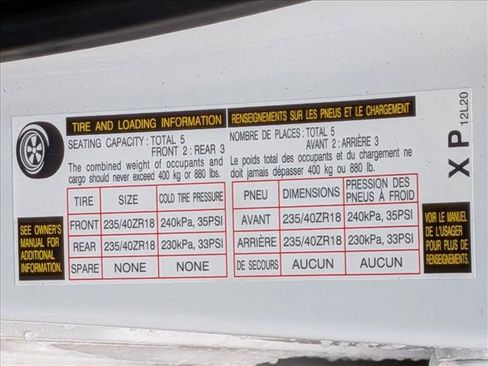 TIRE AND LOADING INFORMATION
SEATING CAPACITY : TOTAL 5
FRONT 2 : REAR 3
The combined weight of occupants and
cargo should never exceed 400 kg or 880 lbs.
TIRE SIZE COLD TIRE PRESSURE
FRONT 235/40ZR18 240kPa, 35PSI
REAR 235/40ZR18 230kPa, 33PSI
SPARE NONE NONE
SEE OWNER'S
MANUAL FOR
ADDITIONAL
INFORMATION.
RENSEIGNEMENTS SUR LES PNEUS ET LE CHARGEMENT
NOMBRE DE PLACES : TOTAL 5
AVANT 2 : ARRIÈRE 3
Le poids total des occupants et du chargement ne
doit jamais dépasser 400 kg ou 880 lb.
PNEU DIMENSIONS PRESSION DES
PNEUS À FROID
AVANT 235/40ZR18 240kPa, 35PSI
ARRIÈRE 235/40ZR18 230kPa, 33PSI
DE SECOURS AUCUN AUCUN
VOIR LE MANUEL
DE L'USAGER
POUR PLUS DE
RENSEIGNEMENTS.
X P 12L20